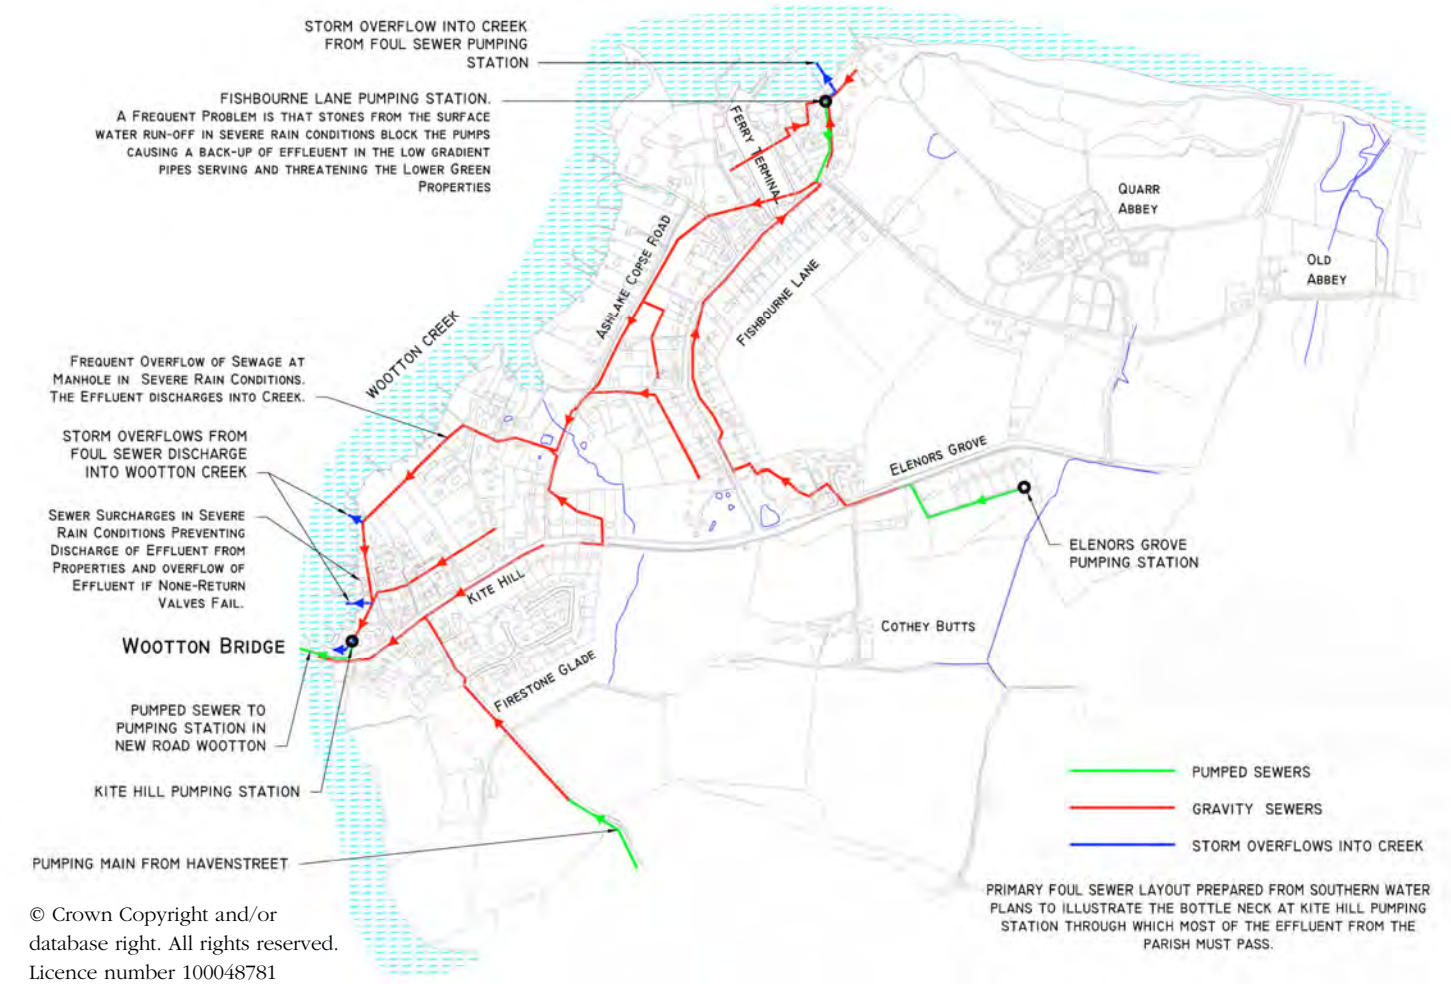 STORM OVERFLOW INTO CREEK
FROM FOUL SEWER PUMPING
STATION
FISHBOURNE LANE PUMPING STATION.
A FREQUENT PROBLEM IS THAT STONES FROM THE SURFACE
WATER RUN-OFF IN SEVERE RAIN CONDITIONS BLOCK THE PUMPS
CAUSING A BACK-UP OF EFFLEUENT IN THE LOW GRADIENT
PIPES SERVING AND THREATENING THE LOWER GREEN
PROPERTIES
FERRY TERMINAL
QUARR
ABBEY
OLD
ABBEY
ASHLAKE COPSE ROAD
FISHBOURNE LANE
WOOTTON CREEK
FREQUENT OVERFLOW OF SEWAGE AT
MANHOLE IN SEVERE RAIN CONDITIONS.
THE EFFLUENT DISCHARGES INTO CREEK.
STORM OVERFLOWS FROM
FOUL SEWER DISCHARGE
INTO WOOTTON CREEK
ELENORS GROVE
SEWER SURCHARGES IN SEVERE
RAIN CONDITIONS PREVENTING
DISCHARGE OF EFFLUENT FROM
PROPERTIES AND OVERFLOW OF
EFFLUENT IF NONE-RETURN
VALVES FAIL.
ELENORS GROVE
PUMPING STATION
KITE HILL
COTHEY BUTTS
WOOTTON BRIDGE
FIRESTONE GLADE
PUMPED SEWER TO
PUMPING STATION IN
NEW ROAD WOOTTON
KITE HILL PUMPING STATION
PUMPING MAIN FROM HAVENSTREET
PUMPED SEWERS
GRAVITY SEWERS
STORM OVERFLOWS INTO CREEK
PRIMARY FOUL SEWER LAYOUT PREPARED FROM SOUTHERN WATER
PLANS TO ILLUSTRATE THE BOTTLE NECK AT KITE HILL PUMPING
STATION THROUGH WHICH MOST OF THE EFFLUENT FROM THE
PARISH MUST PASS.
© Crown Copyright and/or
database right. All rights reserved.
Licence number 100048781